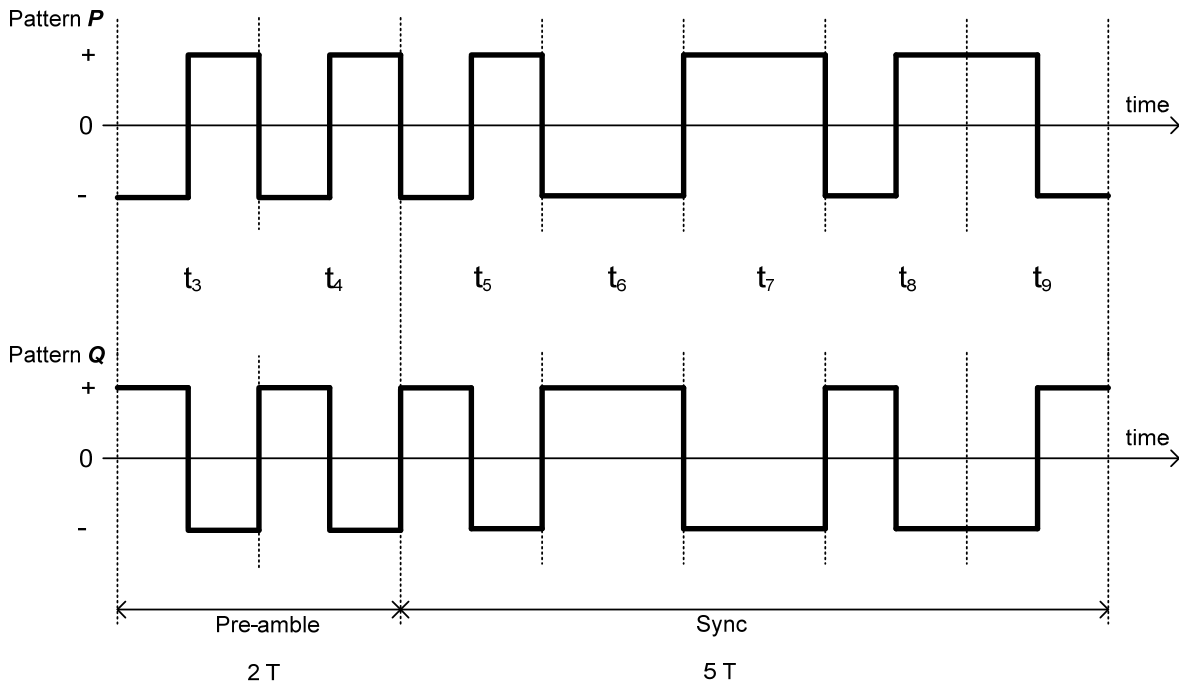 Pattern P
+
0
-
time
t3 t4 t5 t6 t7 t8 t9
Pattern Q
+
0
-
time
Pre-amble Sync
2 T 5 T